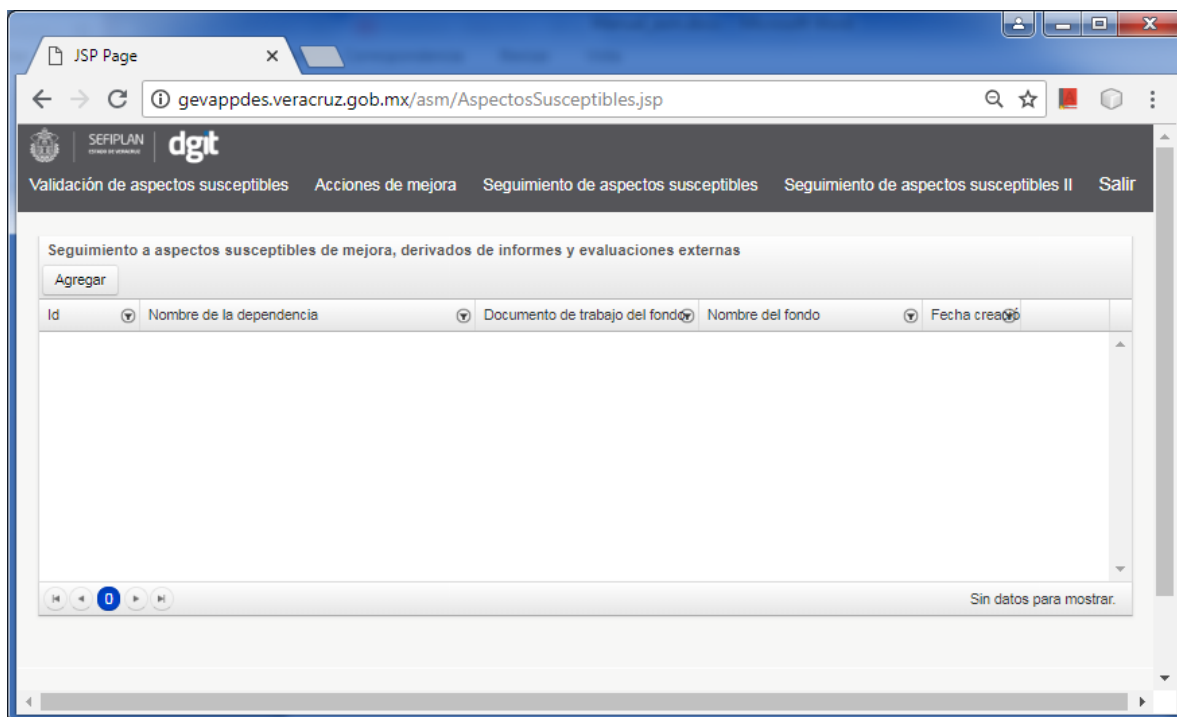 JSP Page
gevappdes.veracruz.gob.mx/asm/AspectosSusceptibles.jsp
SEFIPLAN dgit
ESTADO DE VERACRUZ
Validación de aspectos susceptibles Acciones de mejora Seguimiento de aspectos susceptibles Seguimiento de aspectos susceptibles II Salir
Seguimiento a aspectos susceptibles de mejora, derivados de informes y evaluaciones externas
Agregar
Id Nombre de la dependencia Documento de trabajo del fondo Nombre del fondo Fecha creació
0 Sin datos para mostrar.